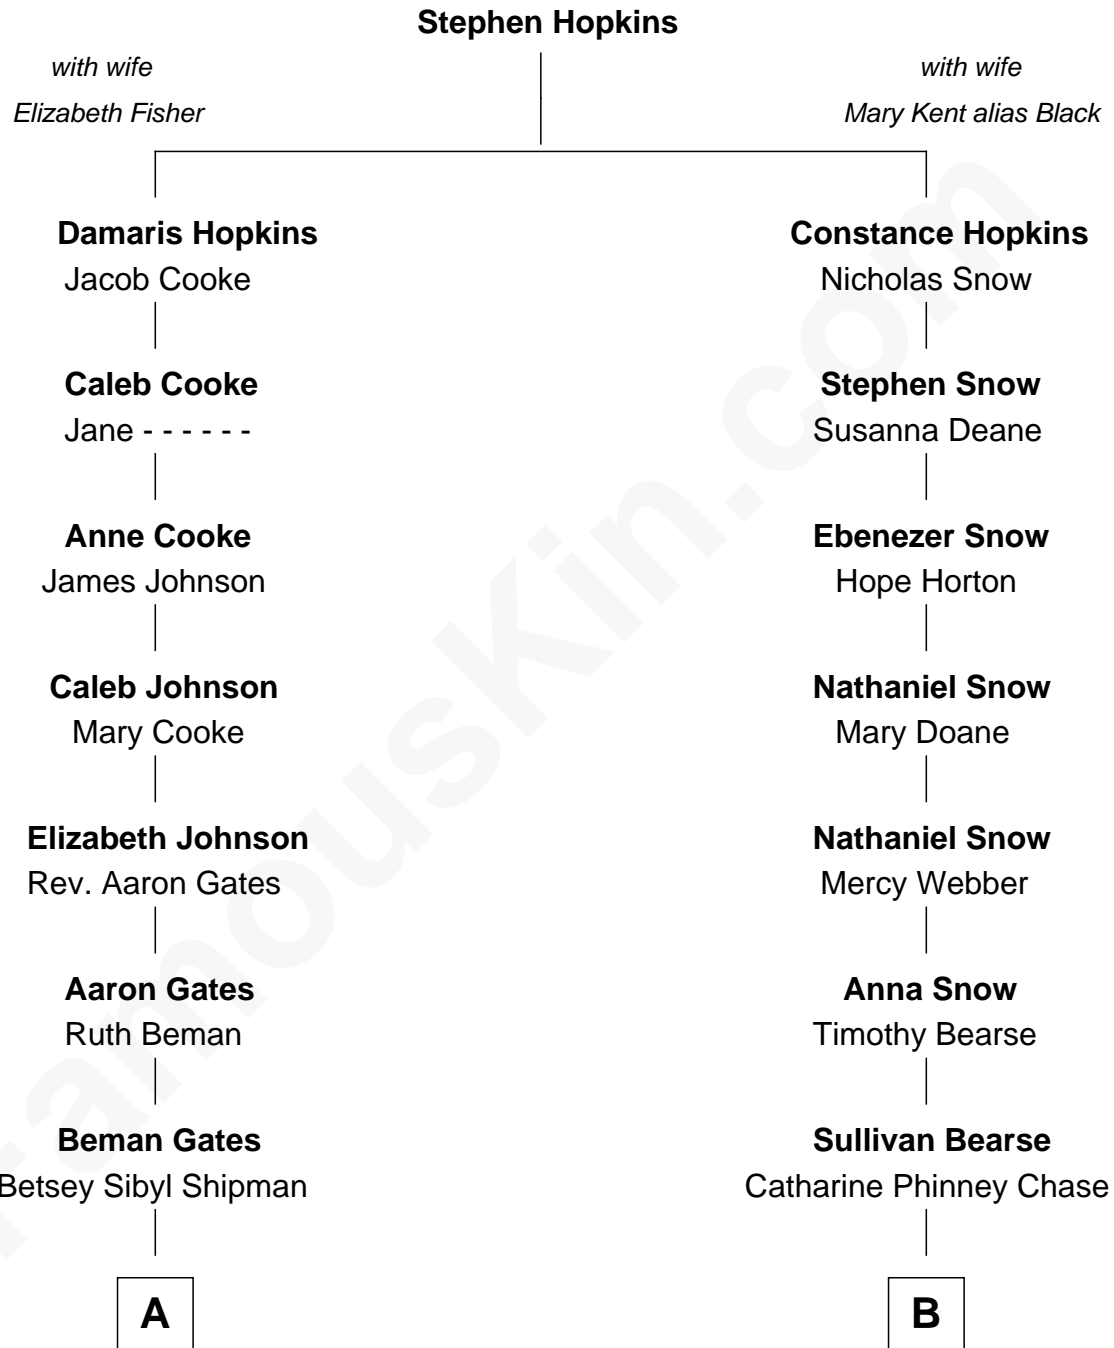 Stephen Hopkins
with wife
Elizabeth Fisher
with wife
Mary Kent alias Black
Damaris Hopkins
Jacob Cooke
Constance Hopkins
Nicholas Snow
Caleb Cooke
Jane - - - - - -
Stephen Snow
Susanna Deane
Anne Cooke
James Johnson
Ebenezer Snow
Hope Horton
Caleb Johnson
Mary Cooke
Nathaniel Snow
Mary Doane
Elizabeth Johnson
Rev. Aaron Gates
Nathaniel Snow
Mercy Webber
Aaron Gates
Ruth Beman
Anna Snow
Timothy Bearse
Beman Gates
Betsey Sibyl Shipman
Sullivan Bearse
Catharine Phinney Chase
A
B
famouskin.com